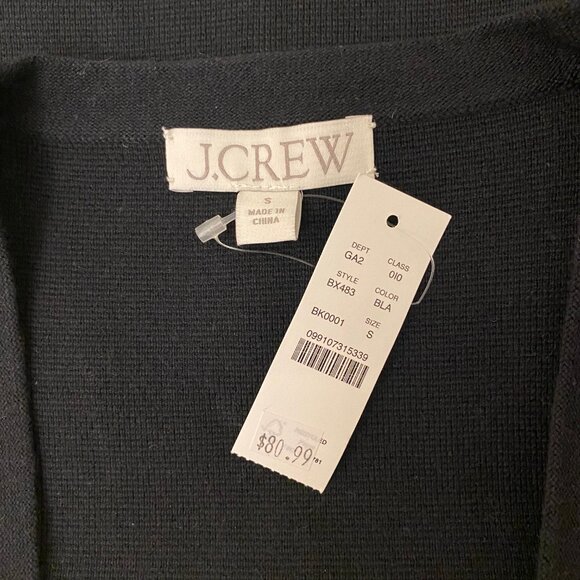 J.CREW
S
MADE IN
CHINA
DEPT CLASS
GA2 010
STYLE COLOR
BX483 BLA
SIZE
BK0001 S
099107315339
$80.99